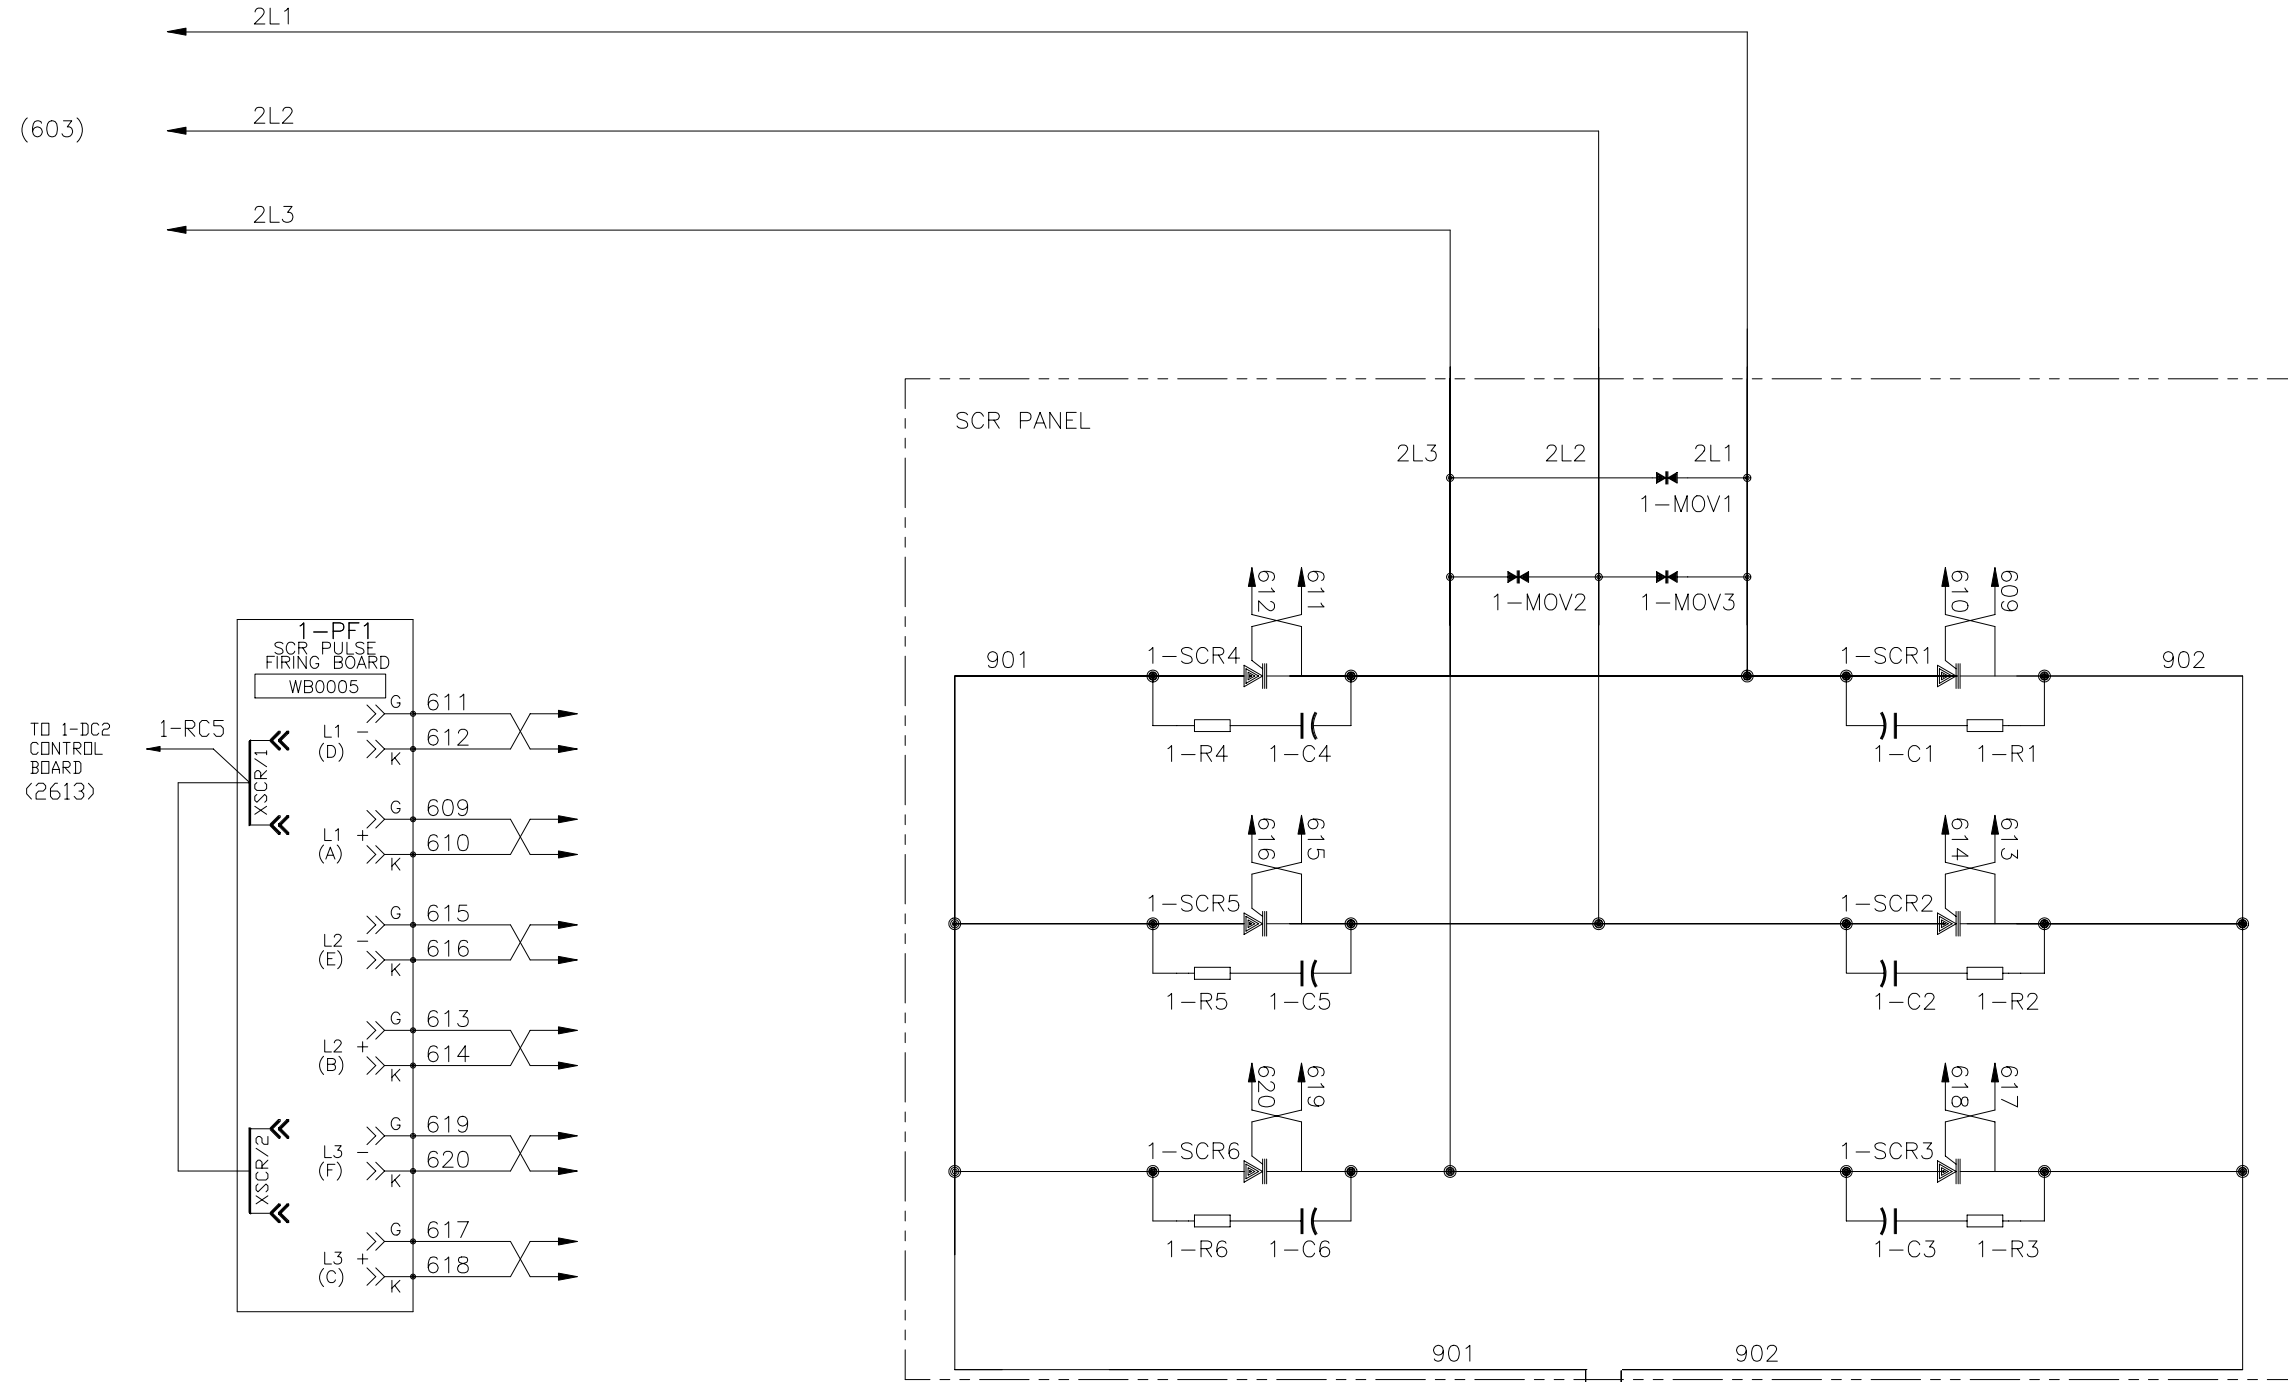 2L1
2L2
(603)
2L3
SCR PANEL
2L3
2L2
2L1
1-MOV1
1-MOV2
1-MOV3
612
611
610
609
901
1-SCR4
1-SCR1
902
1-R4
1-C4
1-C1
1-R1
616
615
614
613
1-SCR5
1-SCR2
1-R5
1-C5
1-C2
1-R2
620
619
618
617
1-SCR6
1-SCR3
1-R6
1-C6
1-C3
1-R3
901
902
1-PF1
SCR PULSE
FIRING BOARD
WB0005
TO 1-DC2
CONTROL
BOARD
(2613)
1-RC5
XSCR/1
XSCR/2
G 611
L1 -
(D)
K 612
G 609
L1 +
(A)
K 610
G 615
L2 -
(E)
K 616
G 613
L2 +
(B)
K 614
G 619
L3 -
(F)
K 620
G 617
L3 +
(C)
K 618